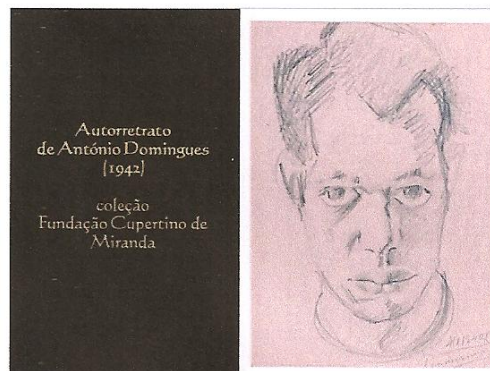 Autorretrato
de António Domingues
(1942)
coleção
Fundação Cupertino de
Miranda